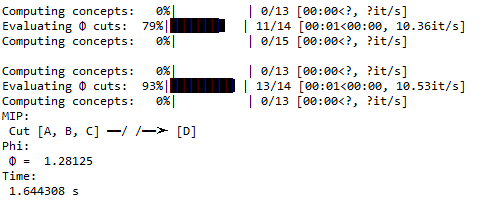 Computing concepts:   0%|          | 0/13 [00:00<?, ?it/s]
Evaluating Φ cuts:  79%|███████▊  | 11/14 [00:01<00:00, 10.36it/s]
Computing concepts:   0%|          | 0/15 [00:00<?, ?it/s]
Computing concepts:   0%|          | 0/13 [00:00<?, ?it/s]
Evaluating Φ cuts:  93%|█████████▎| 13/14 [00:01<00:00, 10.53it/s]
Computing concepts:   0%|          | 0/13 [00:00<?, ?it/s]
MIP:
Cut [A, B, C] ━━/ /━━➤ [D]
Phi:
Φ =  1.28125
Time:
1.644308 s